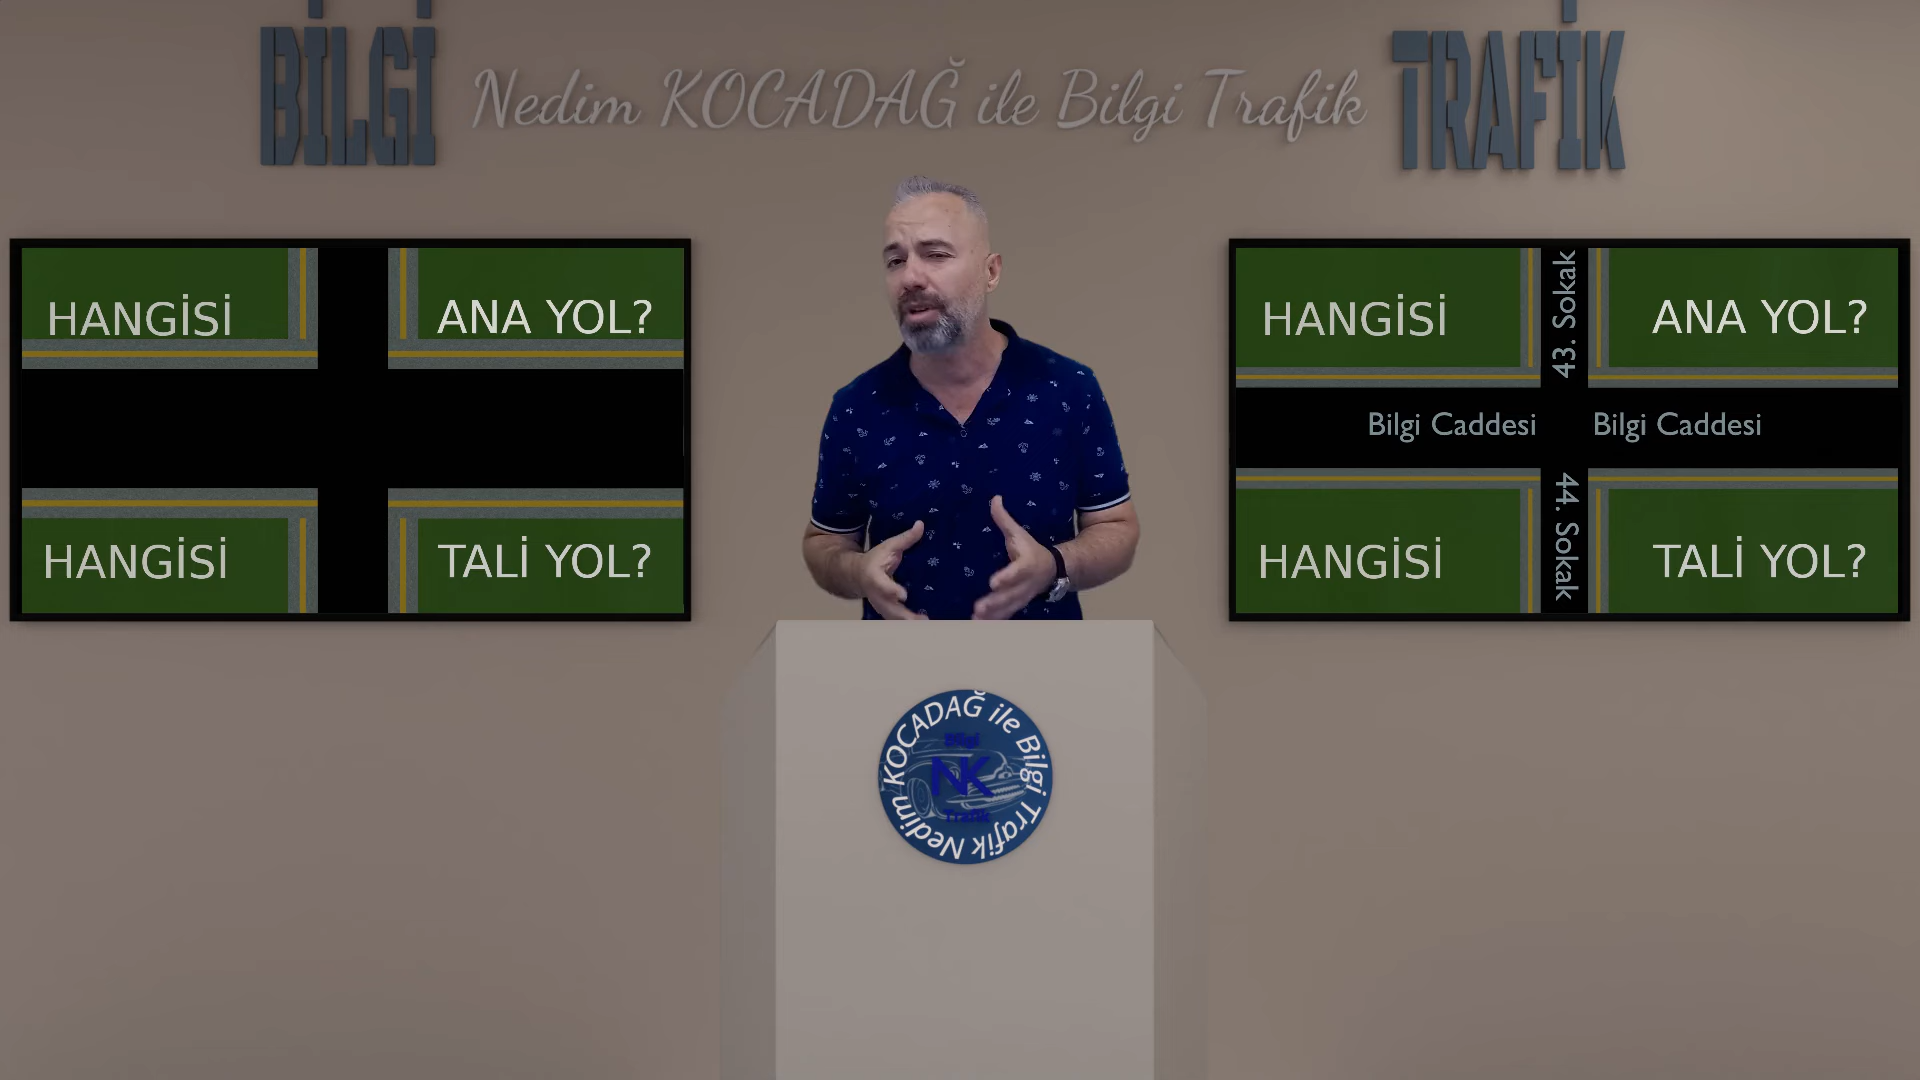 BİLGİ
Nedim KOCADAĞ ile Bilgi Trafik
TRAFİK
HANGİSİ
ANA YOL?
HANGİSİ
TALİ YOL?
HANGİSİ
ANA YOL?
43. Sokak
Bilgi Caddesi
Bilgi Caddesi
44. Sokak
HANGİSİ
TALİ YOL?
Nedim KOCADAĞ ile Bilgi Trafik
Bilgi
NK
Trafik